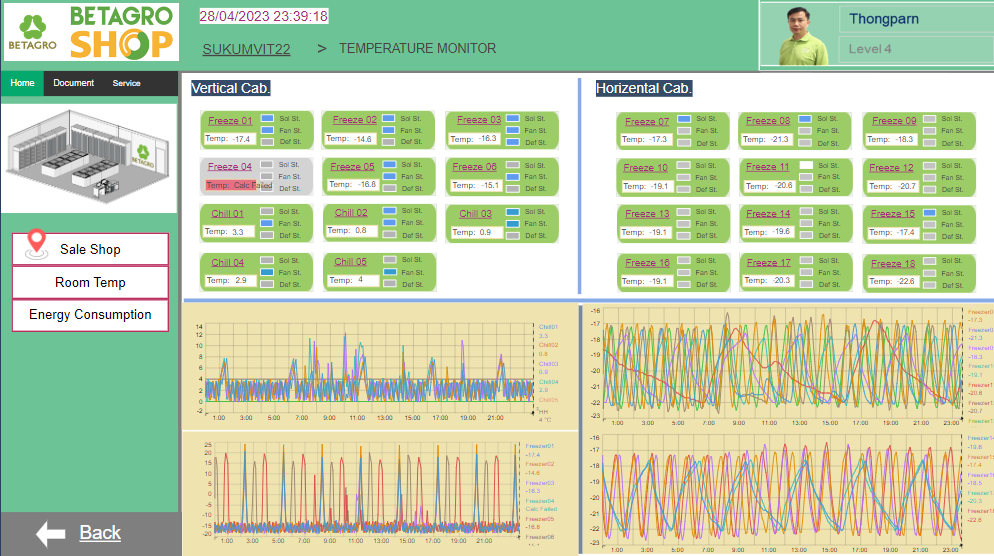 BETAGRO
BETAGRO
SHOP
28/04/2023 23:39:18
SUKUMVIT22 > TEMPERATURE MONITOR
Thongparn
Level 4
Home Document Service
BETAGRO
Sale Shop
Room Temp
Energy Consumption
Back
Vertical Cab.
Freeze 01 Sol St.
Fan St.
Temp: -17.4 Def St.
Freeze 02 Sol St.
Fan St.
Temp: -14.6 Def St.
Freeze 03 Sol St.
Fan St.
Temp: -16.3 Def St.
Freeze 04 Sol St.
Fan St.
Temp: Calc Failed Def St.
Freeze 05 Sol St.
Fan St.
Temp: -16.8 Def St.
Freeze 06 Sol St.
Fan St.
Temp: -15.1 Def St.
Chill 01 Sol St.
Fan St.
Temp: 3.3 Def St.
Chill 02 Sol St.
Fan St.
Temp: 0.8 Def St.
Chill 03 Sol St.
Fan St.
Temp: 0.9 Def St.
Chill 04 Sol St.
Fan St.
Temp: 2.9 Def St.
Chill 05 Sol St.
Fan St.
Temp: 4 Def St.
Horizental Cab.
Freeze 07 Sol St.
Fan St.
Temp: -17.3 Def St.
Freeze 08 Sol St.
Fan St.
Temp: -21.3 Def St.
Freeze 09 Sol St.
Fan St.
Temp: -18.3 Def St.
Freeze 10 Sol St.
Fan St.
Temp: -19.1 Def St.
Freeze 11 Sol St.
Fan St.
Temp: -20.6 Def St.
Freeze 12 Sol St.
Fan St.
Temp: -20.7 Def St.
Freeze 13 Sol St.
Fan St.
Temp: -19.1 Def St.
Freeze 14 Sol St.
Fan St.
Temp: -19.6 Def St.
Freeze 15 Sol St.
Fan St.
Temp: -17.4 Def St.
Freeze 16 Sol St.
Fan St.
Temp: -19.1 Def St.
Freeze 17 Sol St.
Fan St.
Temp: -20.3 Def St.
Freeze 18 Sol St.
Fan St.
Temp: -22.6 Def St.
14
12
10
8
6
4
2
0
-2
1:00 3:00 5:00 7:00 9:00 11:00 13:00 15:00 17:00 19:00 21:00 HH
Chill01
3.3
Chill02
0.8
Chill03
0.9
Chill04
2.9
Chill05
4 °C
-16
-18
-19
-20
-21
-22
-23
1:00 3:00 5:00 7:00 9:00 11:00 13:00 15:00 17:00 19:00 21:00 23:00
-17.3
-21.3
-18.3
-19.1
-20.6
-20.7
25
20
15
10
5
0
-5
-10
-15
-20
1:00 3:00 5:00 7:00 9:00 11:00 13:00 15:00 17:00 19:00 21:00
Freezer01
-17.4
Freezer02
-14.6
Freezer03
-16.3
Freezer04
Calc Failed
Freezer05
-16.8
Freezer06
-16
-18
-19
-20
-21
-22
-23
1:00 3:00 5:00 7:00 9:00 11:00 13:00 15:00 17:00 19:00 21:00 23:00
-19.6
-20.3
-22.6